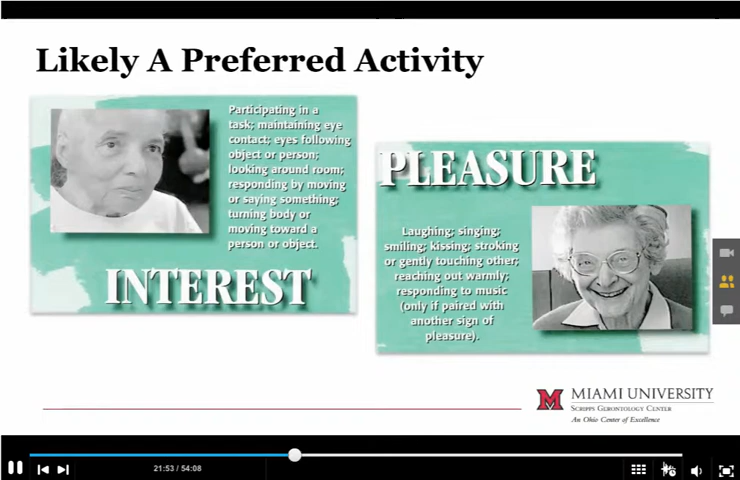 Likely A Preferred Activity
Participating in a
task; maintaining eye
contact; eyes following
object or person;
looking around room;
responding by moving
or saying something;
turning body or
moving toward a
person or object.
INTEREST
PLEASURE
Laughing; singing;
smiling; kissing; stroking
or gently touching other;
reaching out warmly;
responding to music
(only if paired with
another sign of
pleasure).
M MIAMI UNIVERSITY
SCRIPPS GERONTOLOGY CENTER
An Ohio Center of Excellence
21:53 / 54:08